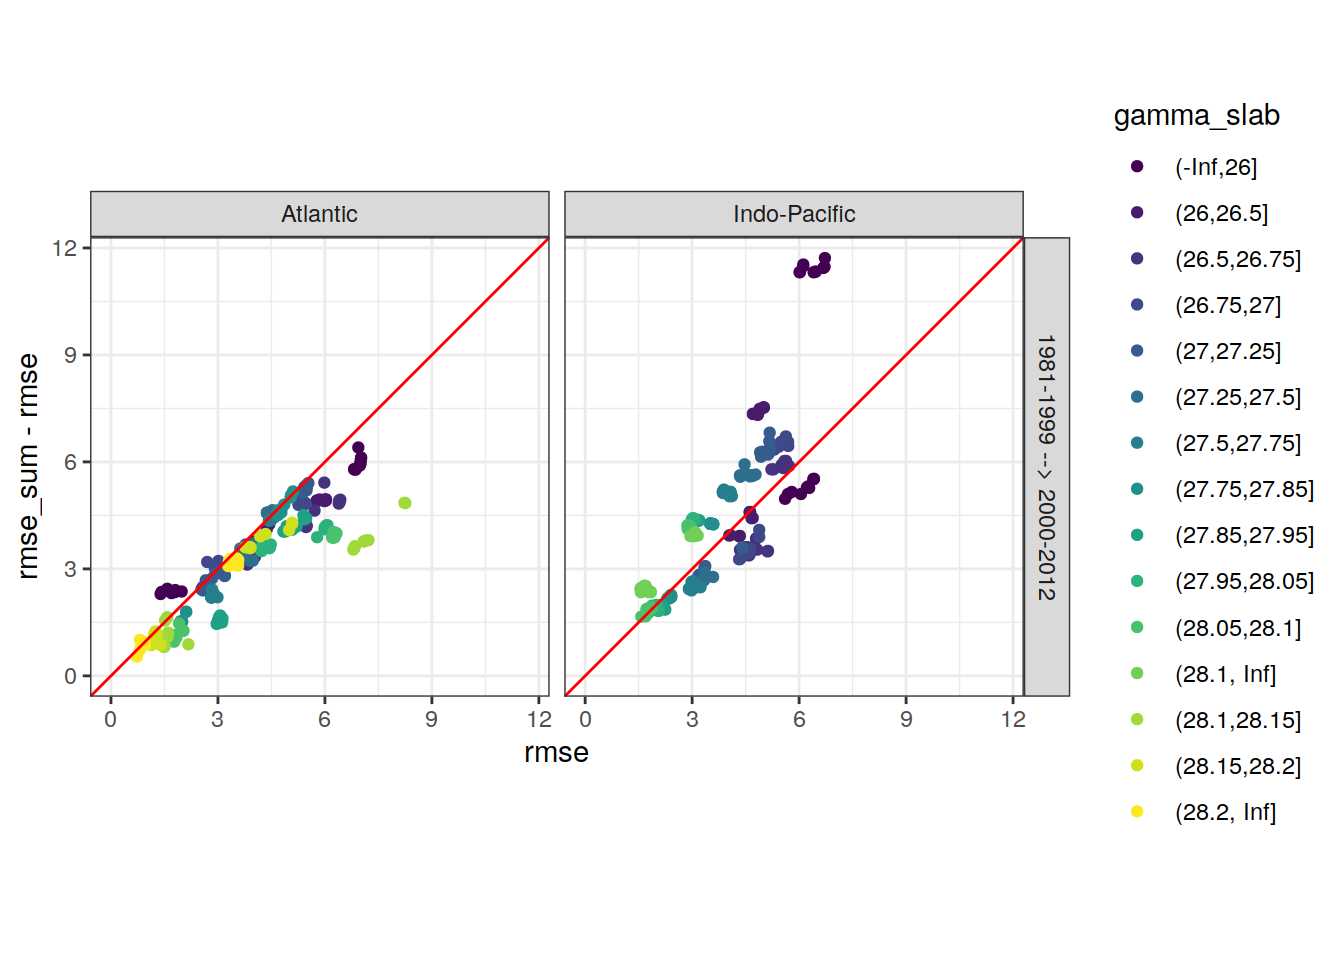 gamma_slab
(-Inf,26]
(26,26.5]
(26.5,26.75]
(26.75,27]
(27,27.25]
(27.25,27.5]
(27.5,27.75]
(27.75,27.85]
(27.85,27.95]
(27.95,28.05]
(28.05,28.1]
(28.1, Inf]
(28.1,28.15]
(28.15,28.2]
(28.2, Inf]
Atlantic
Indo-Pacific
1981-1999 --> 2000-2012
rmse_sum - rmse
12
9
6
3
0
0 3 6 9 12 0 3 6 9 12
rmse